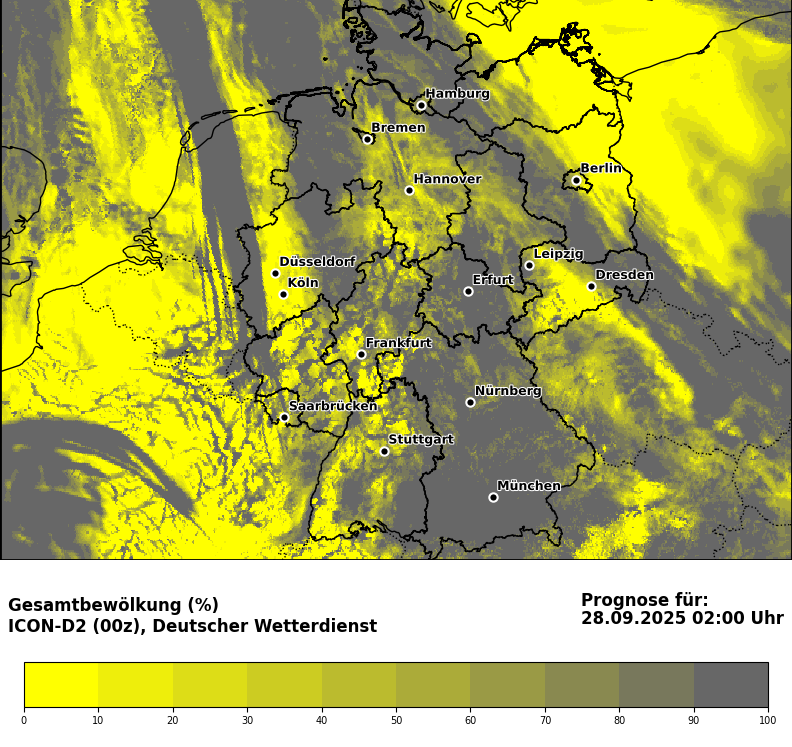 Hamburg
Bremen
Berlin
Hannover
Leipzig
Düsseldorf
Dresden
Erfurt
Köln
Frankfurt
Nürnberg
Saarbrücken
Stuttgart
München
Gesamtbewölkung (%)
ICON-D2 (00z), Deutscher Wetterdienst
Prognose für:
28.09.2025 02:00 Uhr
0 10 20 30 40 50 60 70 80 90 100